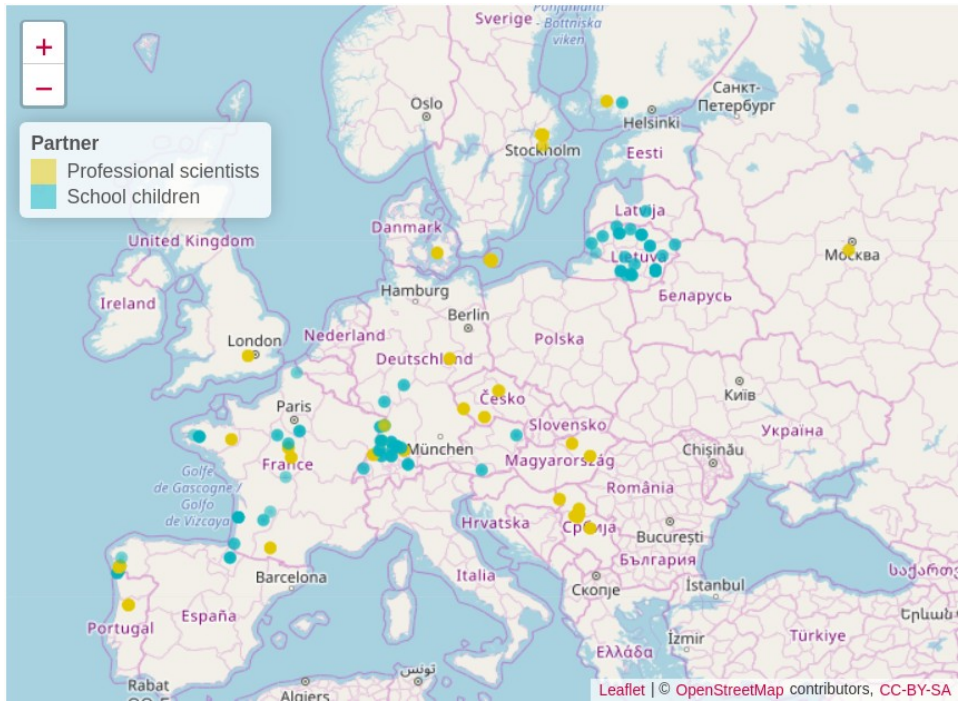 Sverige
Pohjanlahti
- Bottniska
viken
+
−
Oslo
Санкт-
Петербург
Helsinki
Partner
Professional scientists
School children
Stockholm
Eesti
Latvija
Danmark
United Kingdom
Lietuva
Москва
Ireland
Hamburg
Беларусь
Berlin
London
Nederland
Deutschland
Polska
Paris
Česko
Київ
Slovensko
Україна
München
France
Magyarország
Chișinău
Golfe
de Gascogne /
Golfo
de Vizcaya
România
Hrvatska
Србија
București
България
Barcelona
Italia
Скопје
İstanbul
España
Portugal
İzmir
Türkiye
Ελλάδα
تونس
Rabat
Algiers
Leaflet | © OpenStreetMap contributors, CC-BY-SA